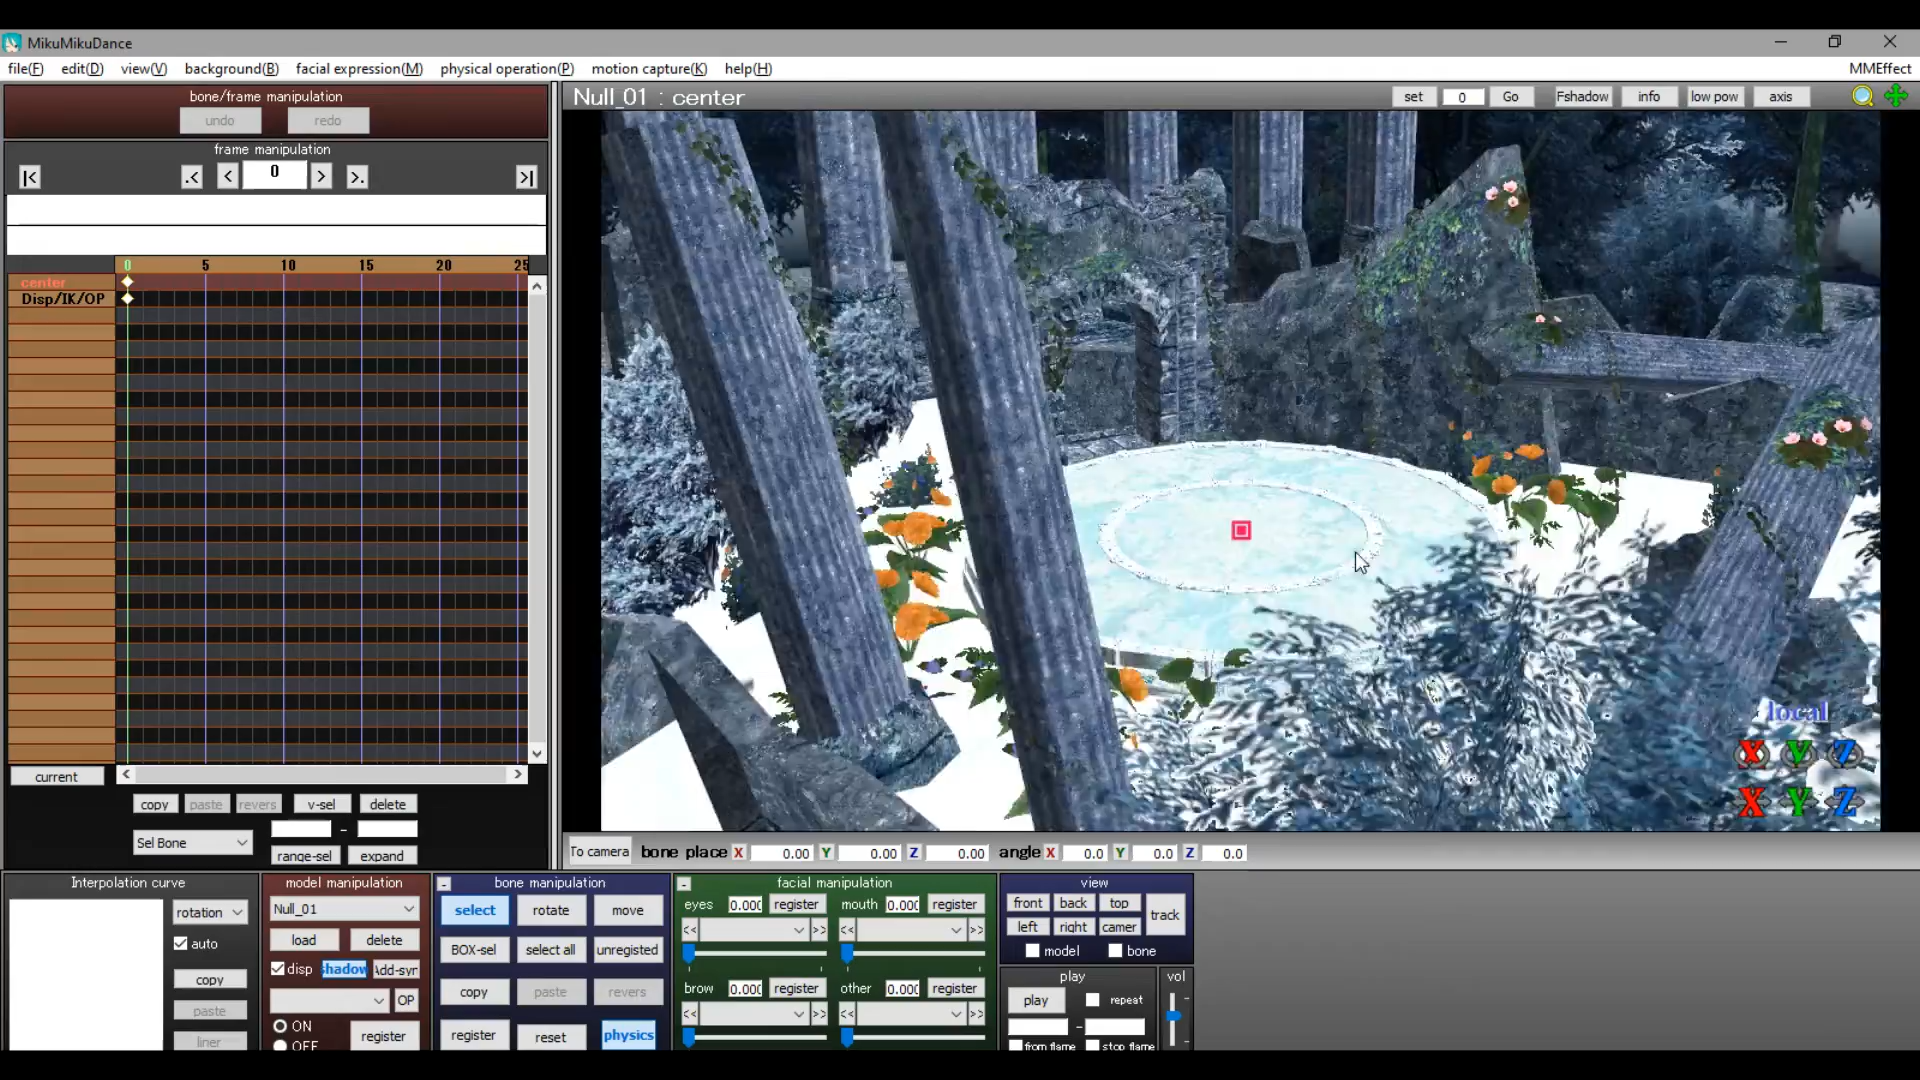 MikuMikuDance
file(F) edit(D) view(V) background(B) facial expression(M) physical operation(P) motion capture(K) help(H) MMEffect
bone/frame manipulation
undo redo
Null_01 : center
set 0 Go Fshadow info low pow axis
frame manipulation
|< .< < 0 > >. >|
0 5 10 15 20 25
center
Disp/IK/OP
local
X Y Z
X Y Z
current < >
copy paste revers v-sel delete
Sel Bone -
range-sel expand
To camera bone place X 0.00 Y 0.00 Z 0.00 angle X 0.0 Y 0.0 Z 0.0
Interpolation curve
rotation
auto
copy
paste
liner
model manipulation
Null_01
load delete
disp shadow Add-syn
OP
ON
OFF
register
- bone manipulation
select rotate move
BOX-sel select all unregisted
copy paste revers
register reset physics
- facial manipulation
eyes 0.000 register mouth 0.000 register
<< >> << >>
brow 0.000 register other 0.000 register
<< >> << >>
view
front back top
left right camer
track
model bone
play
play repeat
-
from flame stop flame
vol